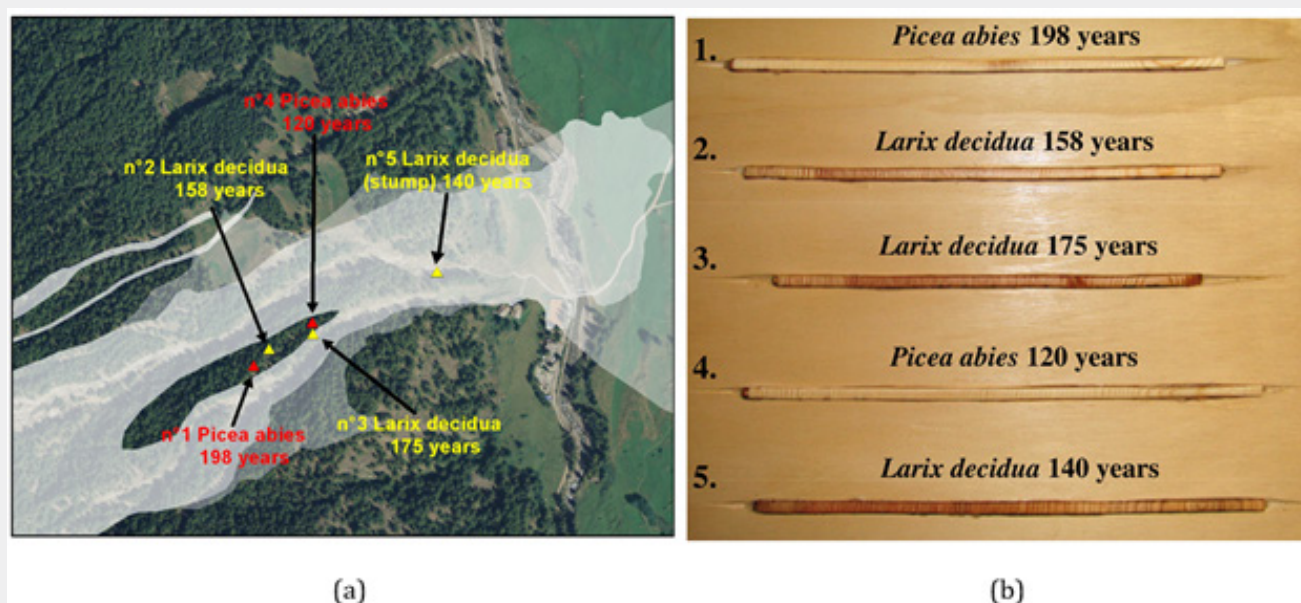 n°4 Picea abies
120 years
n°2 Larix decidua
158 years
n°5 Larix decidua
(stump) 140 years
n°1 Picea abies
198 years
n°3 Larix decidua
175 years
(a)
1.
Picea abies 198 years
2.
Larix decidua 158 years
3.
Larix decidua 175 years
4.
Picea abies 120 years
5.
Larix decidua 140 years
(b)